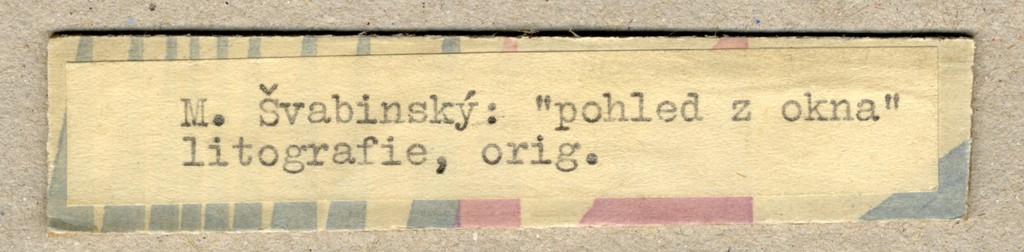 M. Švabinský: "pohled z okna"
litografie, orig.